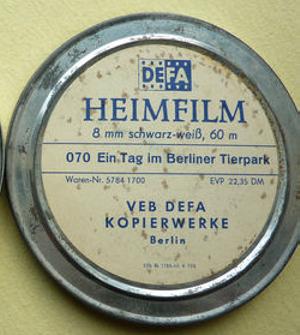 DEFA
HEIMFILM
8 mm schwarz-weiß, 60 m
070 Ein Tag im Berliner Tierpark
Waren-Nr. 5784 1700 EVP 22,35 DM
VEB DEFA
KOPIERWERKE
Berlin